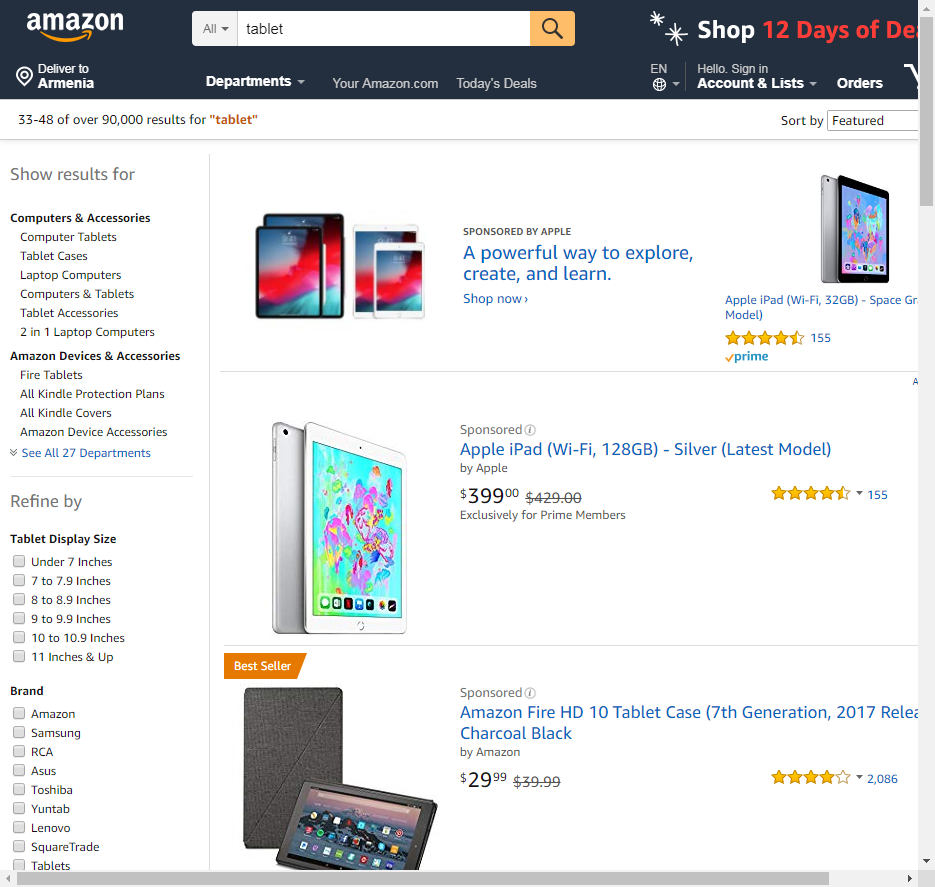 amazon
All
tablet
Shop 12 Days of De
Deliver to
Armenia
Departments
Your Amazon.com
Today's Deals
EN
Hello. Sign in
Account & Lists
Orders
33-48 of over 90,000 results for "tablet"
Sort by
Featured
Show results for
Computers & Accessories
Computer Tablets
Tablet Cases
Laptop Computers
Computers & Tablets
Tablet Accessories
2 in 1 Laptop Computers
Amazon Devices & Accessories
Fire Tablets
All Kindle Protection Plans
All Kindle Covers
Amazon Device Accessories
See All 27 Departments
Refine by
Tablet Display Size
Under 7 Inches
7 to 7.9 Inches
8 to 8.9 Inches
9 to 9.9 Inches
10 to 10.9 Inches
11 Inches & Up
Brand
Amazon
Samsung
RCA
Asus
Toshiba
Yuntab
Lenovo
SquareTrade
Tablets
SPONSORED BY APPLE
A powerful way to explore,
create, and learn.
Shop now ›
Apple iPad (Wi-Fi, 32GB) - Space Gr
Model)
155
prime
A
Sponsored
Apple iPad (Wi-Fi, 128GB) - Silver (Latest Model)
by Apple
$399 00 $429.00
155
Exclusively for Prime Members
Best Seller
Sponsored
Amazon Fire HD 10 Tablet Case (7th Generation, 2017 Relea
Charcoal Black
by Amazon
$29 99 $39.99
2,086